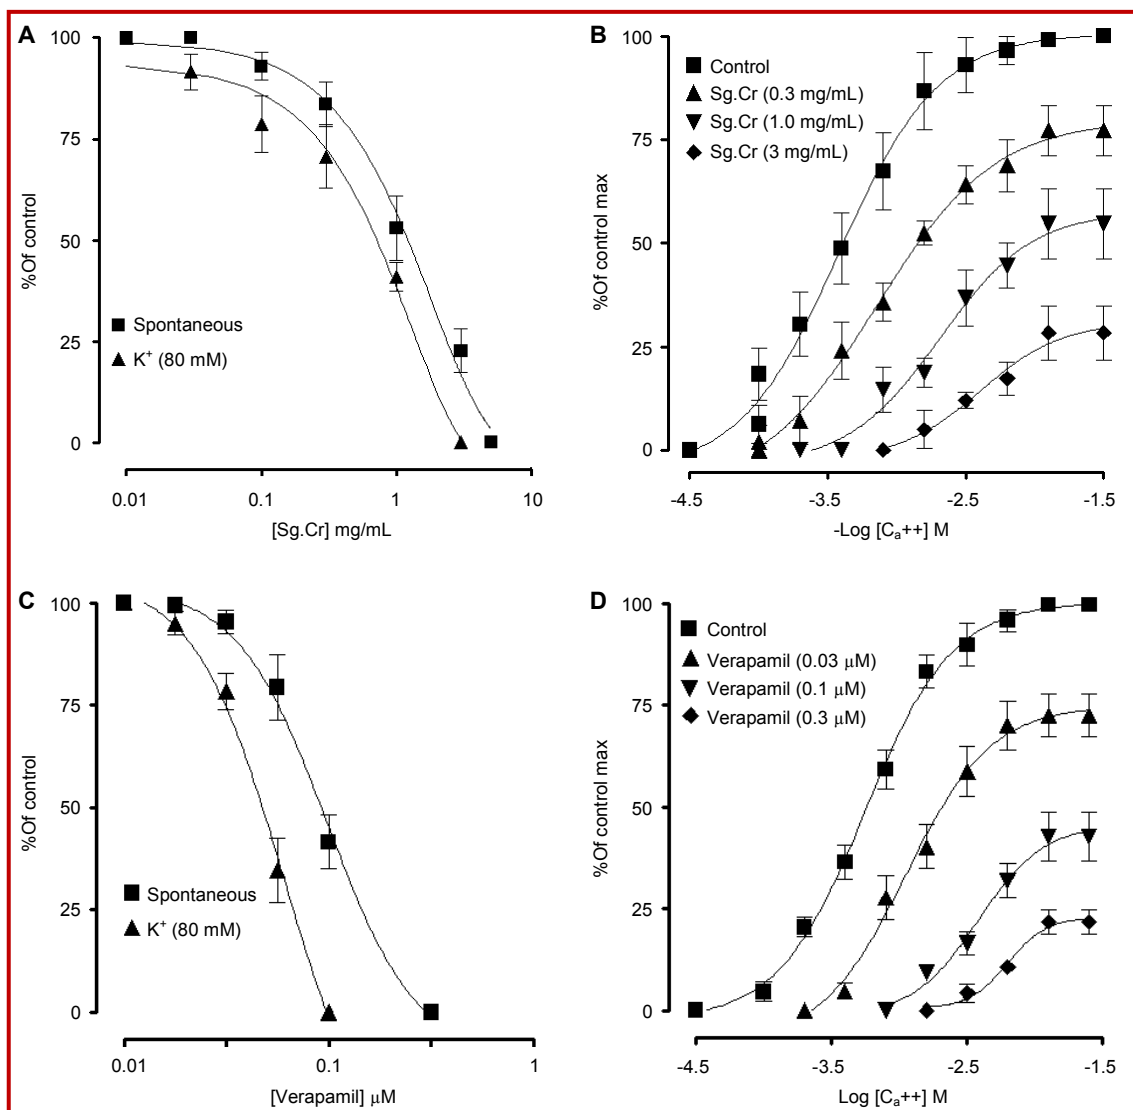 A
100
75
50
25
0
%Of control
Spontaneous
K⁺ (80 mM)
0.01
0.1
1
10
[Sg.Cr] mg/mL
B
100
75
50
25
0
%Of control max
Control
Sg.Cr (0.3 mg/mL)
Sg.Cr (1.0 mg/mL)
Sg.Cr (3 mg/mL)
-4.5
-3.5
-2.5
-1.5
-Log [Cₐ++] M
C
100
75
50
25
0
%Of control
Spontaneous
K⁺ (80 mM)
0.01
0.1
1
[Verapamil] μM
D
100
75
50
25
0
%Of control max
Control
Verapamil (0.03 μM)
Verapamil (0.1 μM)
Verapamil (0.3 μM)
-4.5
-3.5
-2.5
-1.5
Log [Cₐ++] M